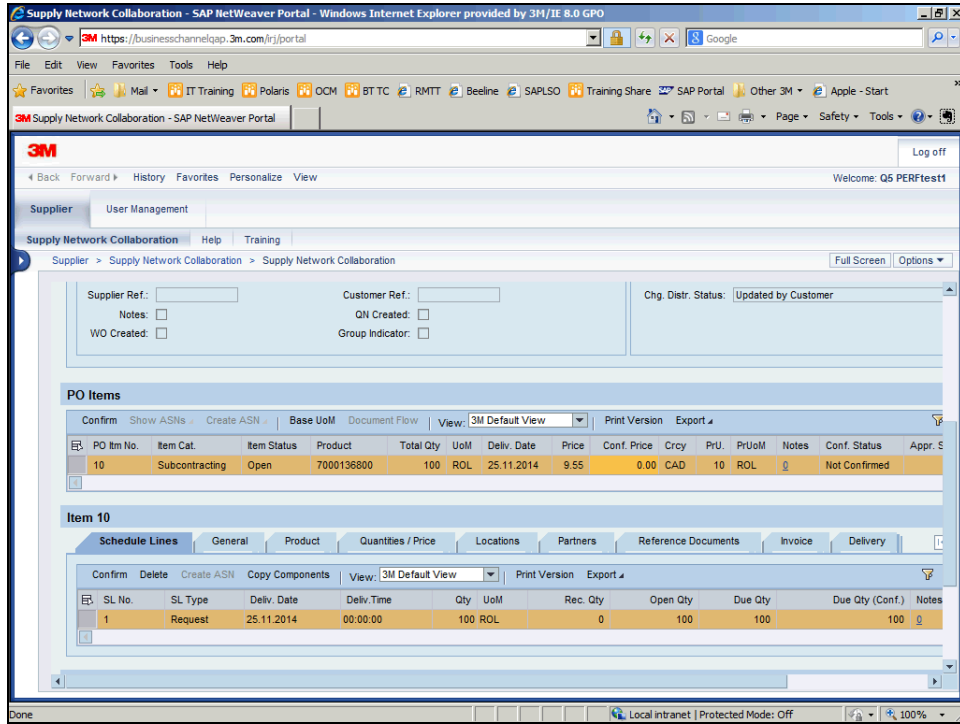 Supply Network Collaboration - SAP NetWeaver Portal - Windows Internet Explorer provided by 3M/IE 8.0 GPO
3M https://businesschannelqap.3m.com/irj/portal
Google
File Edit View Favorites Tools Help
Favorites Mail IT Training Polaris OCM BT TC RMTT Beeline SAPLSO Training Share SAP Portal Other 3M Apple - Start
3M Supply Network Collaboration - SAP NetWeaver Portal
Page Safety Tools
3M
Log off
Back Forward History Favorites Personalize View
Welcome: Q5 PERFtest1
Supplier User Management
Supply Network Collaboration Help Training
Supplier > Supply Network Collaboration > Supply Network Collaboration
Full Screen Options
Supplier Ref.: Customer Ref.: Chg. Distr. Status: Updated by Customer
Notes: QN Created:
WO Created: Group Indicator:
PO Items
Confirm Show ASNs Create ASN Base UoM Document Flow View: 3M Default View Print Version Export
PO Itm No. Item Cat. Item Status Product Total Qty UoM Deliv. Date Price Conf. Price Crcy PrU. PrUoM Notes Conf. Status Appr. S
10 Subcontracting Open 7000136800 100 ROL 25.11.2014 9.55 0.00 CAD 10 ROL 0 Not Confirmed
Item 10
Schedule Lines General Product Quantities / Price Locations Partners Reference Documents Invoice Delivery
Confirm Delete Create ASN Copy Components View: 3M Default View Print Version Export
SL No. SL Type Deliv. Date Deliv.Time Qty UoM Rec. Qty Open Qty Due Qty Due Qty (Conf.) Notes
1 Request 25.11.2014 00:00:00 100 ROL 0 100 100 100 0
Done
Local intranet | Protected Mode: Off
100%